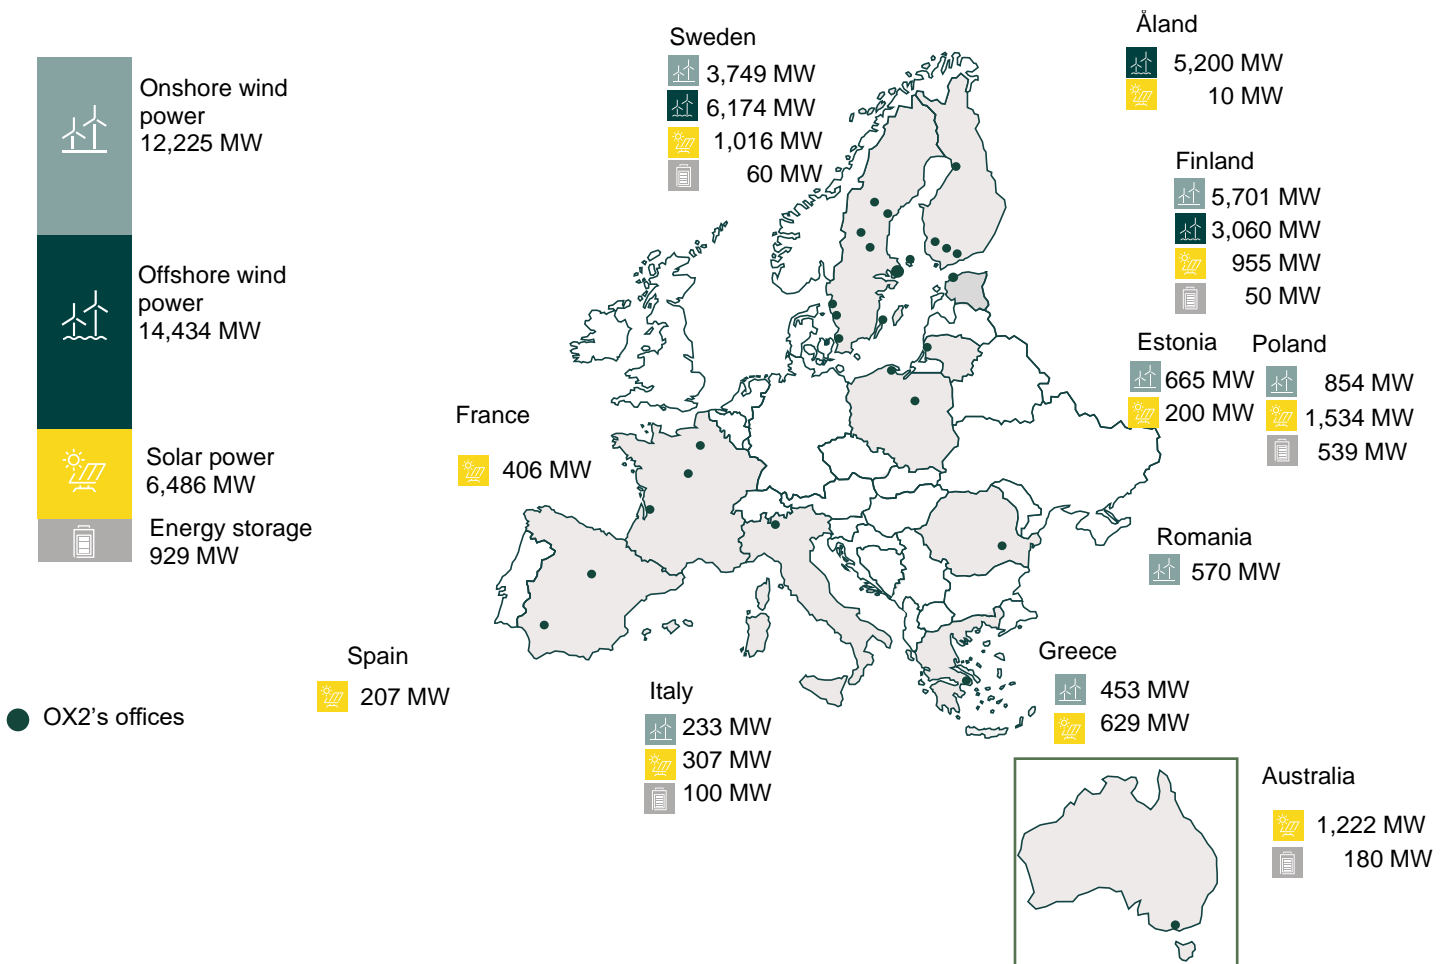 Onshore wind
power
12,225 MW
Offshore wind
power
14,434 MW
Solar power
6,486 MW
Energy storage
929 MW
OX2’s offices
Sweden
3,749 MW
6,174 MW
1,016 MW
60 MW
Åland
5,200 MW
10 MW
Finland
5,701 MW
3,060 MW
955 MW
50 MW
Estonia
665 MW
200 MW
Poland
854 MW
1,534 MW
539 MW
France
406 MW
Romania
570 MW
Spain
207 MW
Italy
233 MW
307 MW
100 MW
Greece
453 MW
629 MW
Australia
1,222 MW
180 MW